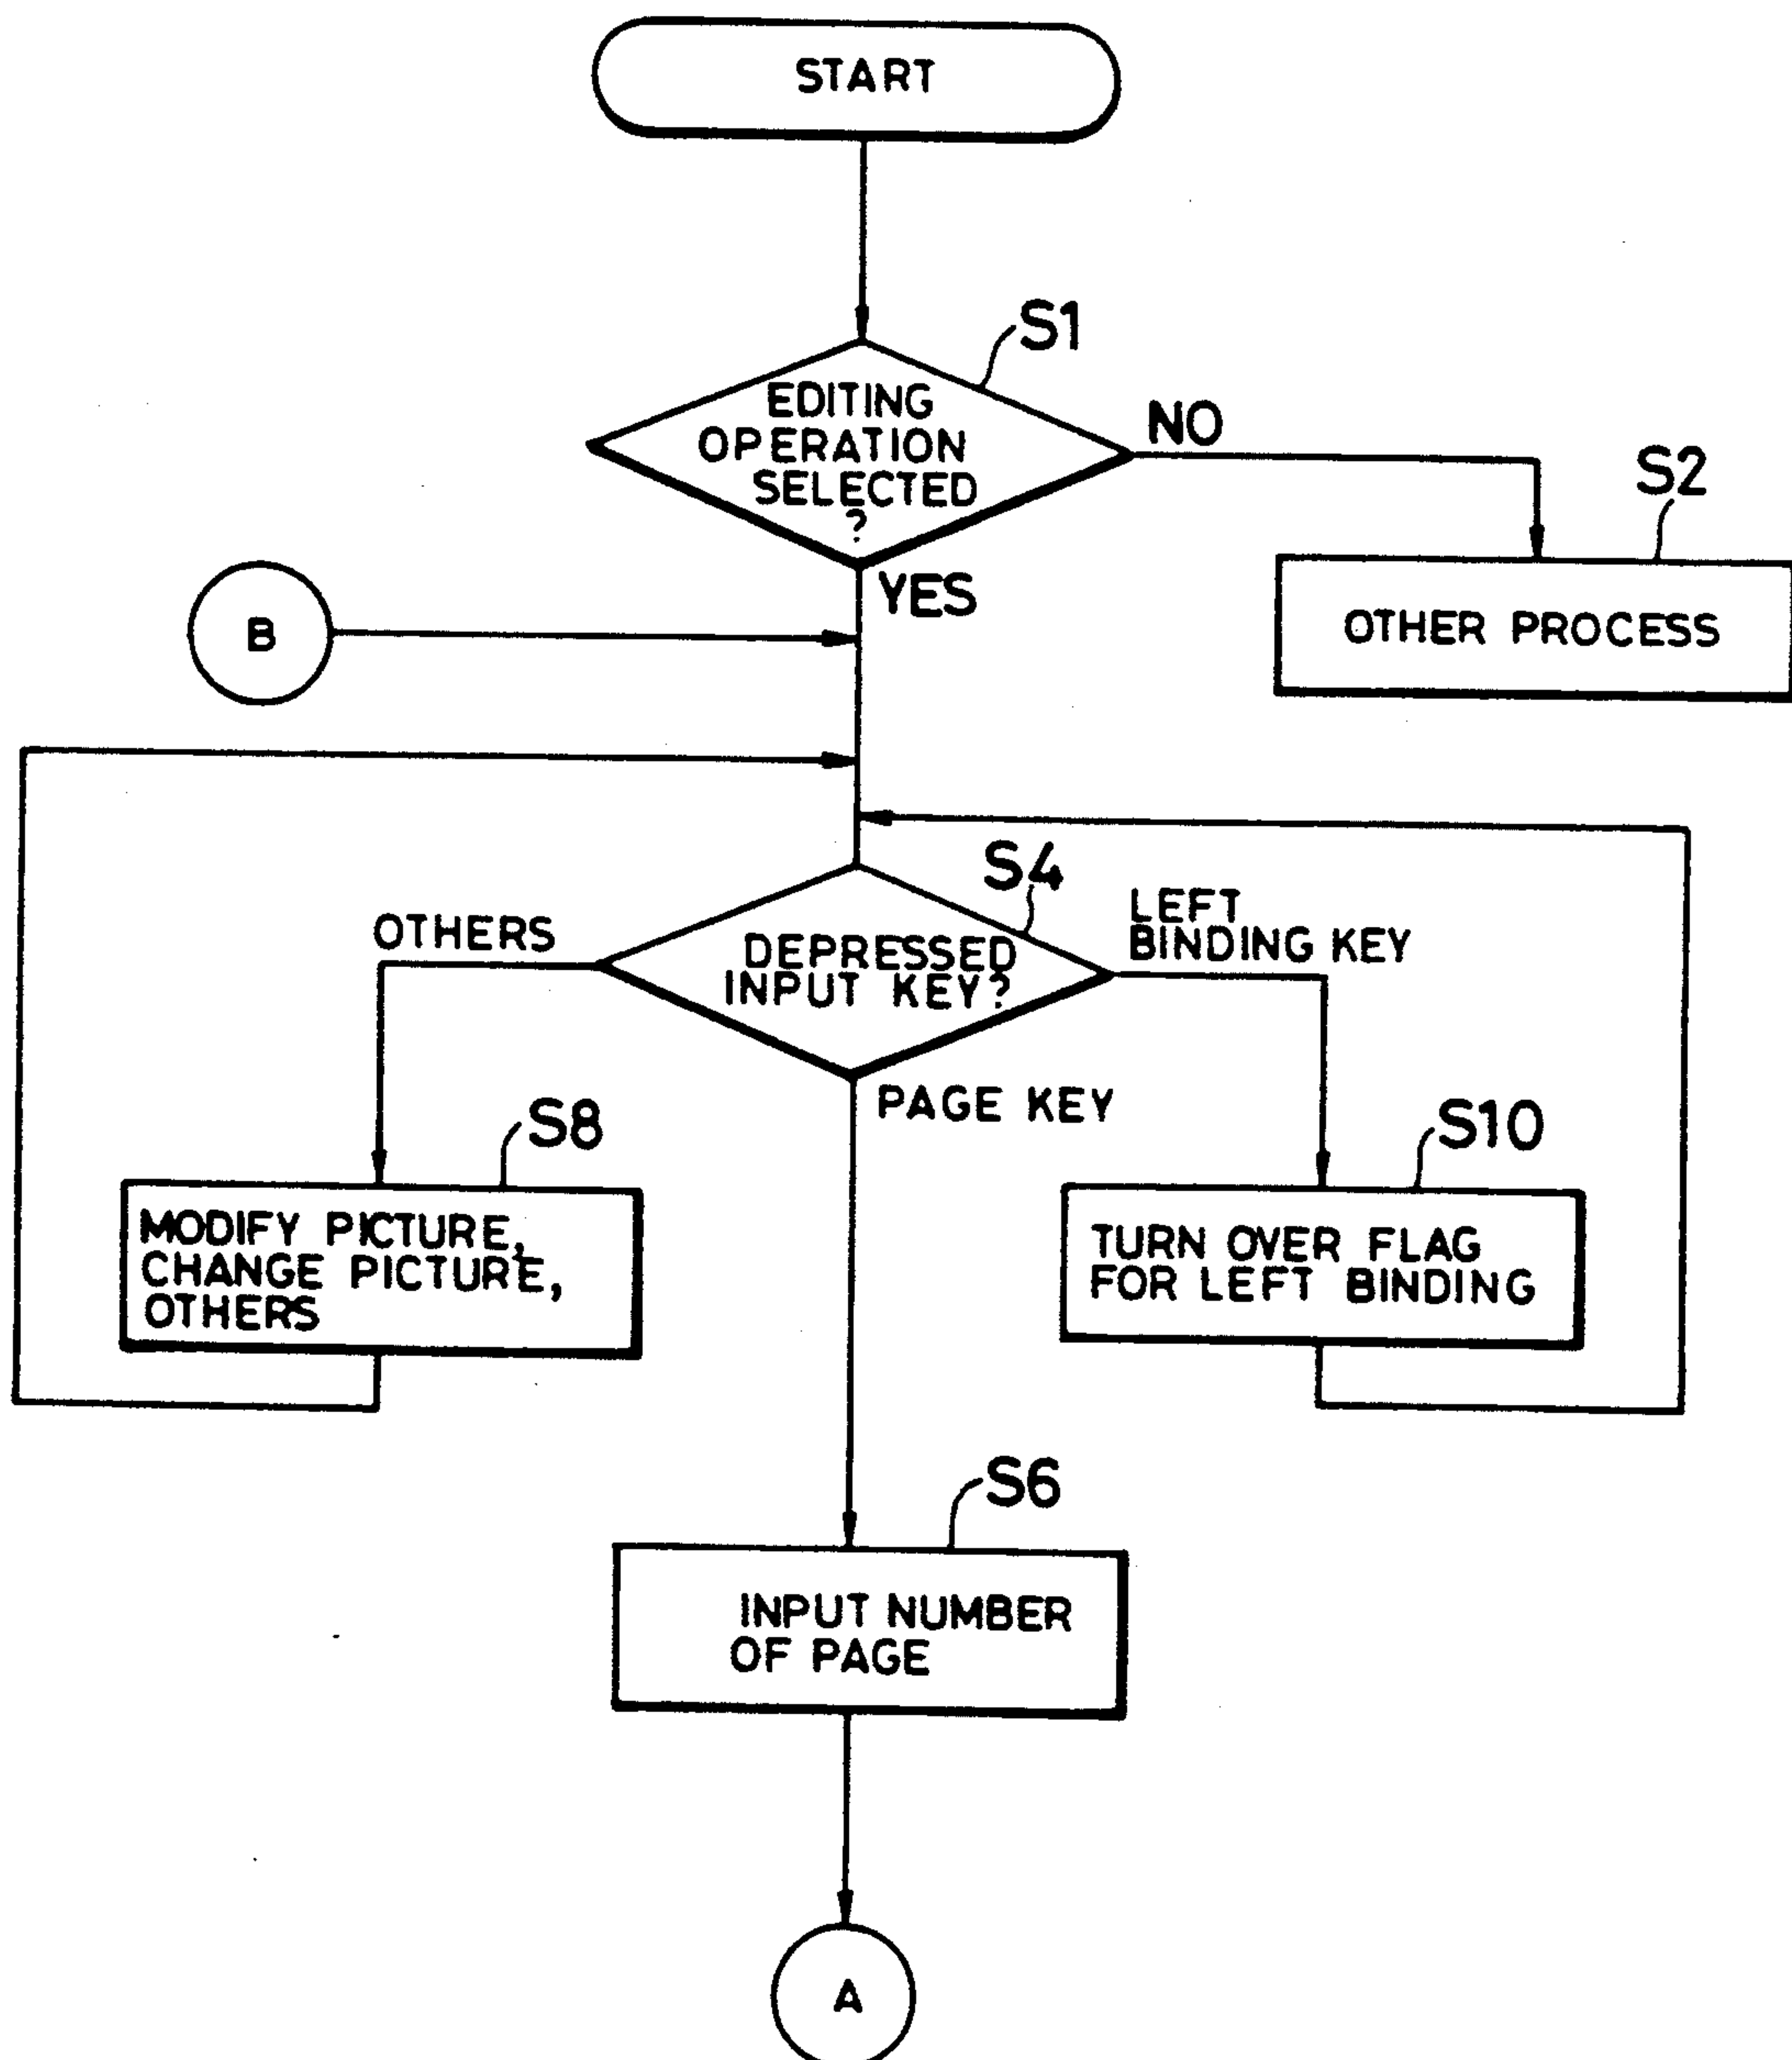 START
S1
EDITING
OPERATION
SELECTED
?
NO
S2
YES
OTHER PROCESS
B
S4
OTHERS
LEFT
BINDING KEY
DEPRESSED
INPUT KEY?
PAGE KEY
S8
S10
MODIFY PICTURE,
CHANGE PICTURE,
OTHERS
TURN OVER FLAG
FOR LEFT BINDING
S6
INPUT NUMBER
OF PAGE
A